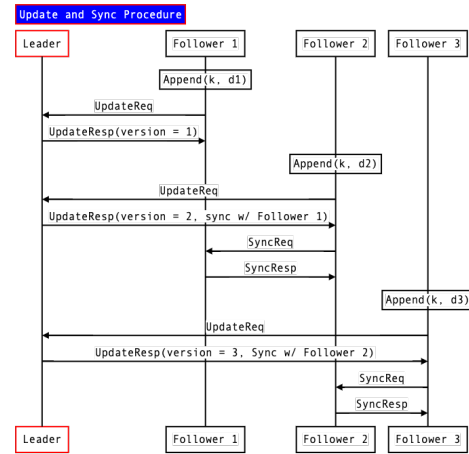 Update and Sync Procedure
Leader Follower 1 Follower 2 Follower 3
Append(k, d1)
UpdateReq
UpdateResp(version = 1)
Append(k, d2)
UpdateReq
UpdateResp(version = 2, sync w/ Follower 1)
SyncReq
SyncResp
Append(k, d3)
UpdateReq
UpdateResp(version = 3, Sync w/ Follower 2)
SyncReq
SyncResp
Leader Follower 1 Follower 2 Follower 3